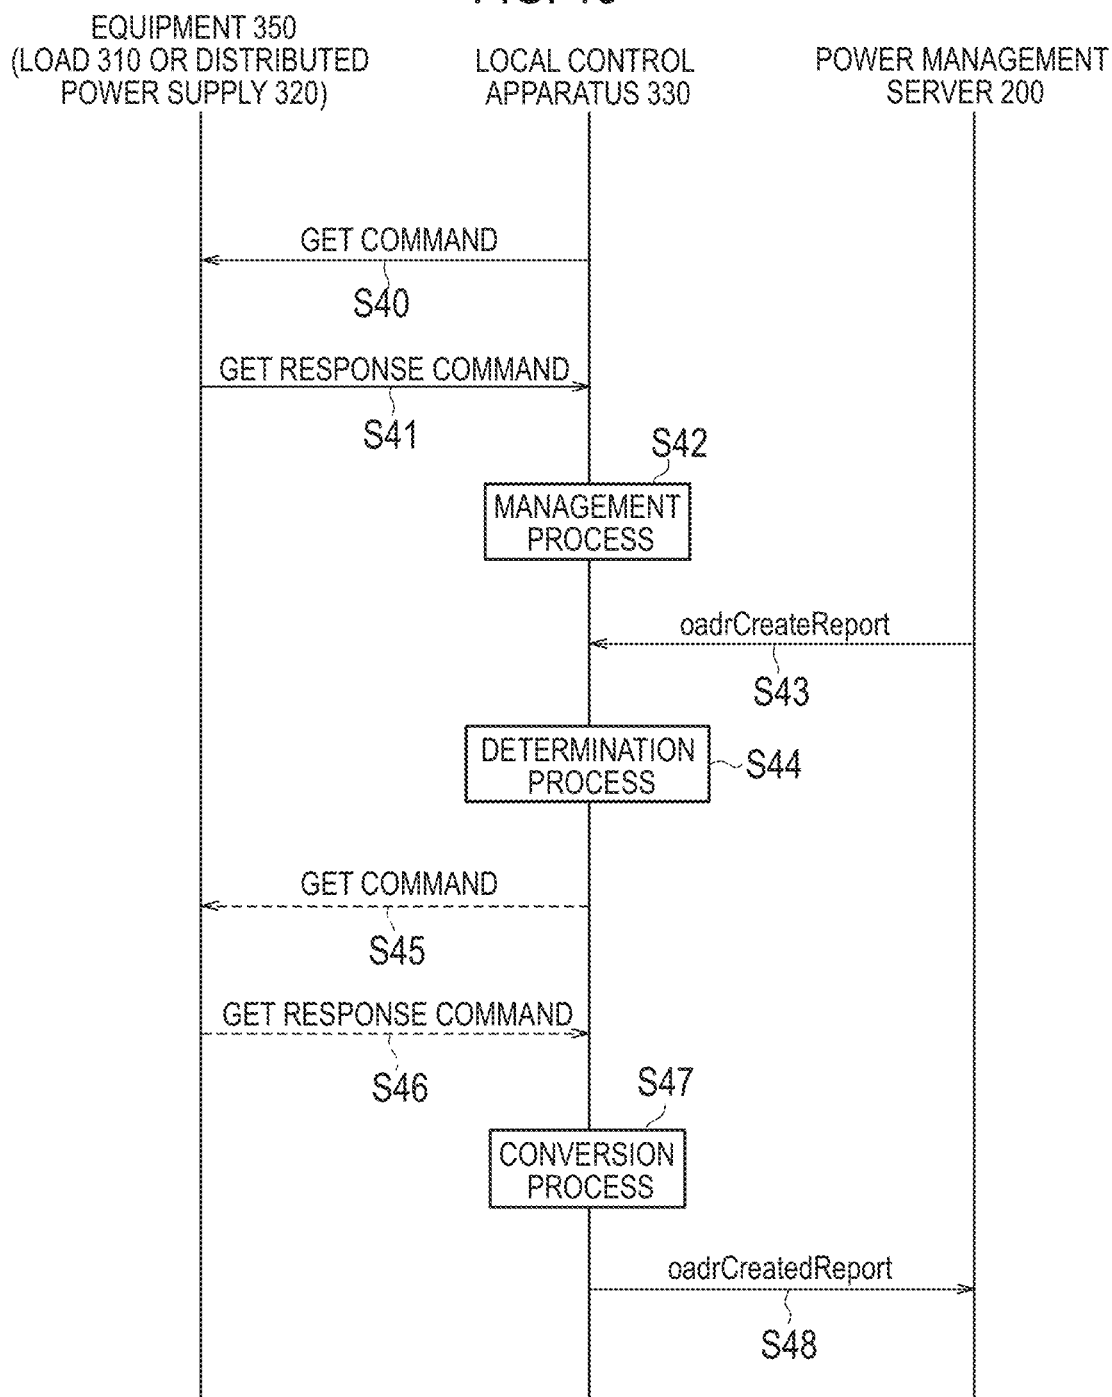 EQUIPMENT 350
(LOAD 310 OR DISTRIBUTED
POWER SUPPLY 320)
LOCAL CONTROL
APPARATUS 330
POWER MANAGEMENT
SERVER 200
GET COMMAND
S40
GET RESPONSE COMMAND
S41
S42
MANAGEMENT
PROCESS
oadrCreateReport
S43
DETERMINATION
PROCESS
S44
GET COMMAND
S45
GET RESPONSE COMMAND
S46
S47
CONVERSION
PROCESS
oadrCreatedReport
S48